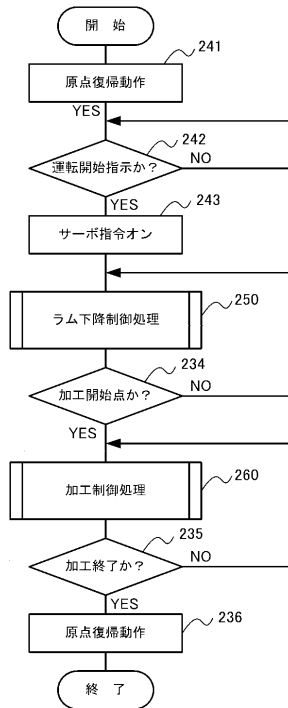 開 始
241
原点復帰動作
YES
242
運転開始指示か？
NO
YES
243
サーボ指令オン
250
ラム下降制御処理
234
加工開始点か？
NO
YES
260
加工制御処理
235
加工終了か？
NO
YES
236
原点復帰動作
終 了